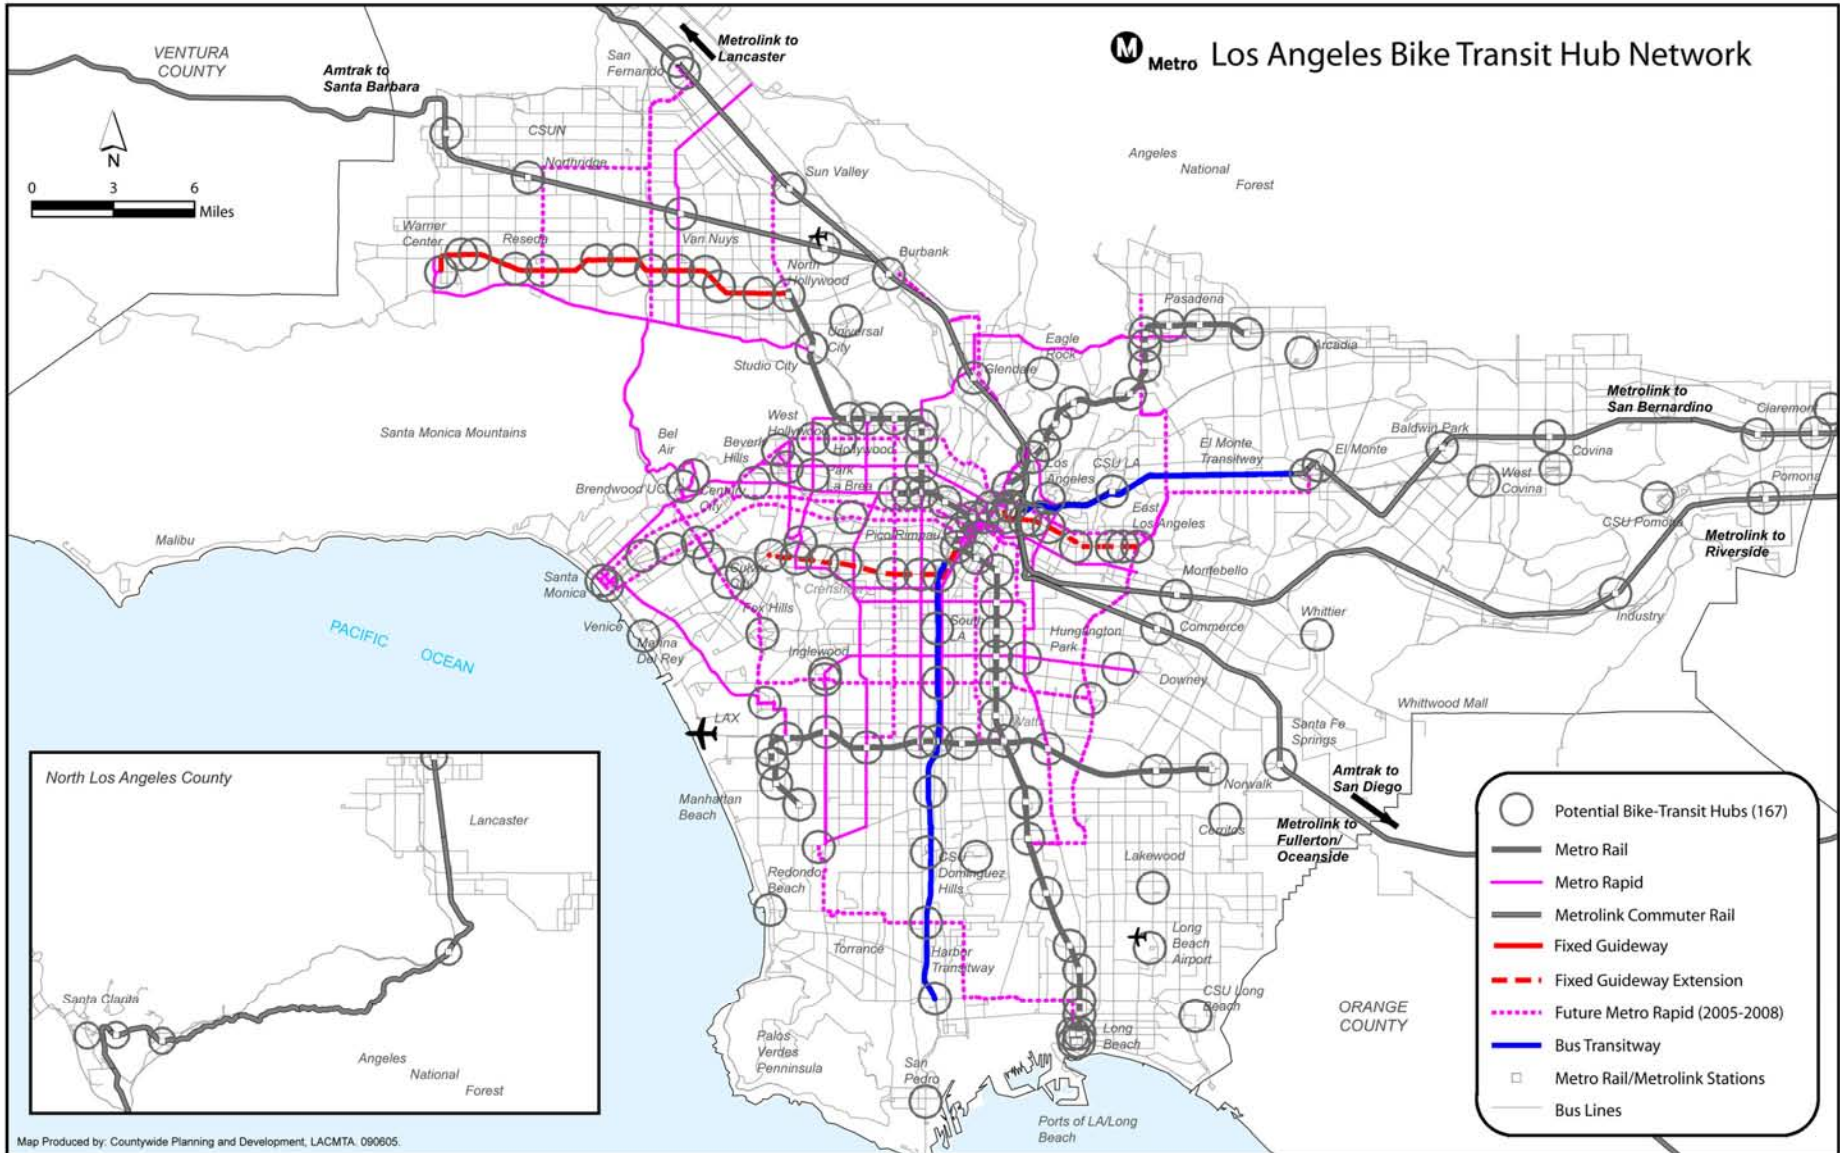 M Metro Los Angeles Bike Transit Hub Network
VENTURA
COUNTY
Amtrak to
Santa Barbara
San
Fernando
Metrolink to
Lancaster
N
0 3 6
Miles
CSUN
Northridge
Sun Valley
Angeles
National
Forest
Warner
Center
Reseda
Van Nuys
North
Hollywood
Burbank
Universal
City
Studio City
Pasadena
Eagle
Rock
Arcadia
Glendale
Metrolink to
San Bernardino
Claremont
Santa Monica Mountains
Bel
Air
Beverly
Hills
West
Hollywood
Hollywood
Park
La Brea
Los
Angeles
CSU LA
El Monte
Transitway
El Monte
Baldwin Park
Covina
West
Covina
Pomona
CSU Pomona
Brendwood
Century
City
East
Los Angeles
Metrolink to
Riverside
Malibu
Pico/Rimpau
Santa
Monica
Culver
City
Crenshaw
Montebello
Venice
Fox Hills
Marina
Del Rey
South
LA
Hunglington
Park
Commerce
Whittier
Industry
PACIFIC
OCEAN
Inglewood
Downey
Whittwood Mall
LAX
Watts
Santa Fe
Springs
Norwalk
Amtrak to
San Diego
Manhattan
Beach
Cerritos
Metrolink to
Fullerton/
Oceanside
Redondo
Beach
CSU
Dominguez
Hills
Lakewood
Torrance
Harbor
Transitway
Long
Beach
Airport
CSU Long
Beach
ORANGE
COUNTY
Palos
Verdes
Penninsula
San
Pedro
Long
Beach
Ports of LA/Long
Beach
North Los Angeles County
Lancaster
Santa Clarita
Angeles
National
Forest
Potential Bike-Transit Hubs (167)
Metro Rail
Metro Rapid
Metrolink Commuter Rail
Fixed Guideway
Fixed Guideway Extension
Future Metro Rapid (2005-2008)
Bus Transitway
Metro Rail/Metrolink Stations
Bus Lines
Map Produced by: Countywide Planning and Development, LACMTA. 090605.